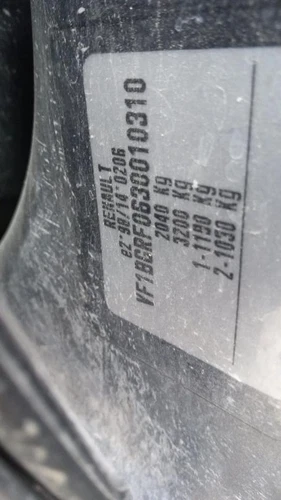 RENAULT
e2*98/14*0206
VF1BGRF0630010310
2040 Kg
3200 Kg
1-1190 Kg
2-1050 Kg